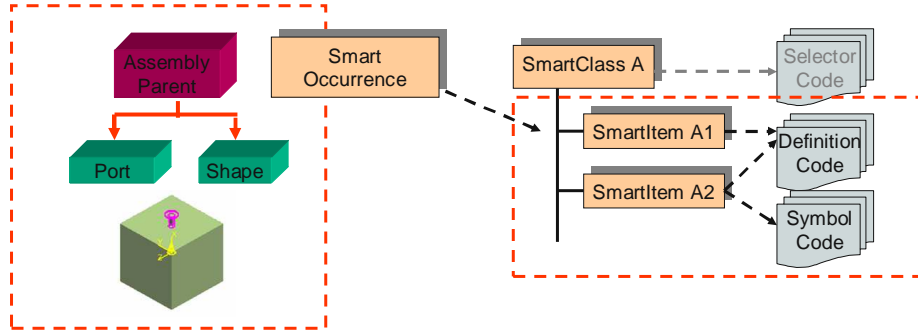 Assembly
Parent
Port
Shape
Smart
Occurrence
SmartClass A
Selector
Code
SmartItem A1
Definition
Code
SmartItem A2
Symbol
Code